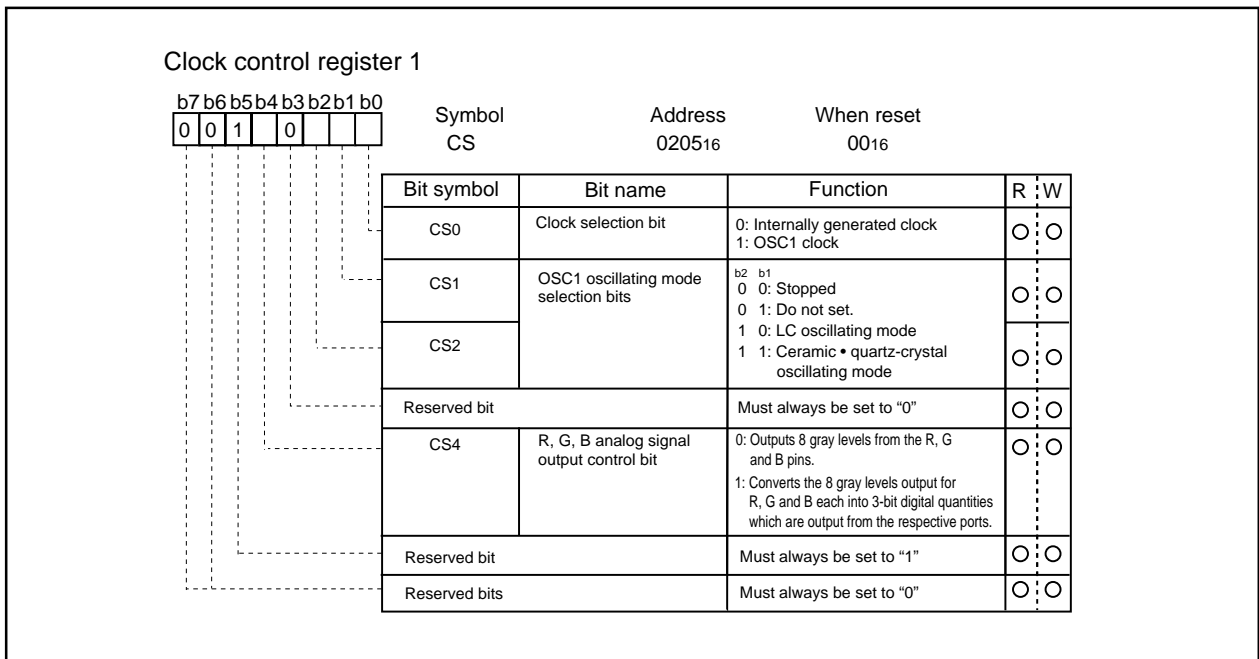 Clock control register 1
b7 b6 b5 b4 b3 b2 b1 b0
0 0 1 0
Symbol Address When reset
CS 020516 0016
Bit symbol Bit name Function R W
CS0 Clock selection bit 0: Internally generated clock
1: OSC1 clock
CS1 OSC1 oscillating mode
selection bits
b2 b1
0 0: Stopped
0 1: Do not set.
1 0: LC oscillating mode
1 1: Ceramic • quartz-crystal
oscillating mode
CS2
Reserved bit Must always be set to “0”
CS4 R, G, B analog signal
output control bit
0: Outputs 8 gray levels from the R, G
and B pins.
1: Converts the 8 gray levels output for
R, G and B each into 3-bit digital quantities
which are output from the respective ports.
Reserved bit Must always be set to “1”
Reserved bits Must always be set to “0”